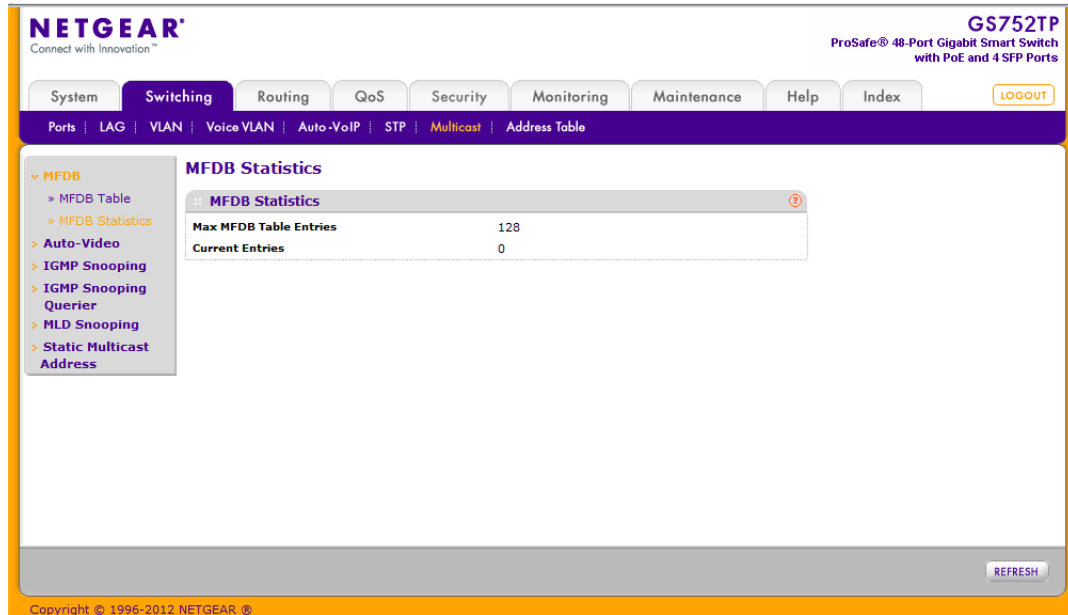 NETGEAR®
Connect with Innovation™
GS752TP
ProSafe® 48-Port Gigabit Smart Switch
with PoE and 4 SFP Ports
System Switching Routing QoS Security Monitoring Maintenance Help Index LOGOUT
Ports LAG VLAN Voice VLAN Auto-VoIP STP Multicast Address Table
MFDB
» MFDB Table
» MFDB Statistics
Auto-Video
IGMP Snooping
IGMP Snooping
Querier
MLD Snooping
Static Multicast
Address
MFDB Statistics
MFDB Statistics ?
Max MFDB Table Entries 128
Current Entries 0
REFRESH
Copyright © 1996-2012 NETGEAR ®